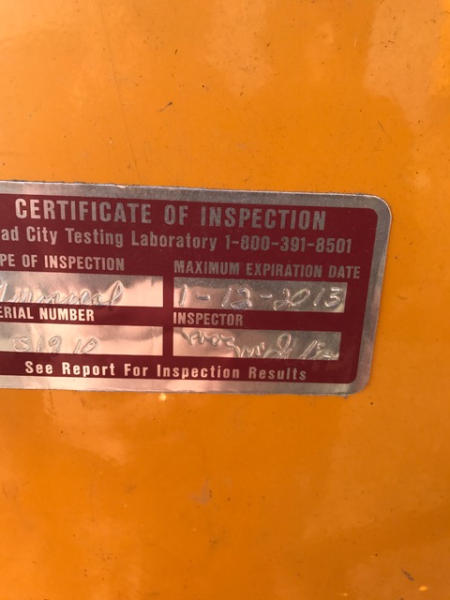 CERTIFICATE OF INSPECTION
ad City Testing Laboratory 1-800-391-8501
PE OF INSPECTION
MAXIMUM EXPIRATION DATE
1-12-2013
ERIAL NUMBER
INSPECTOR
See Report For Inspection Results